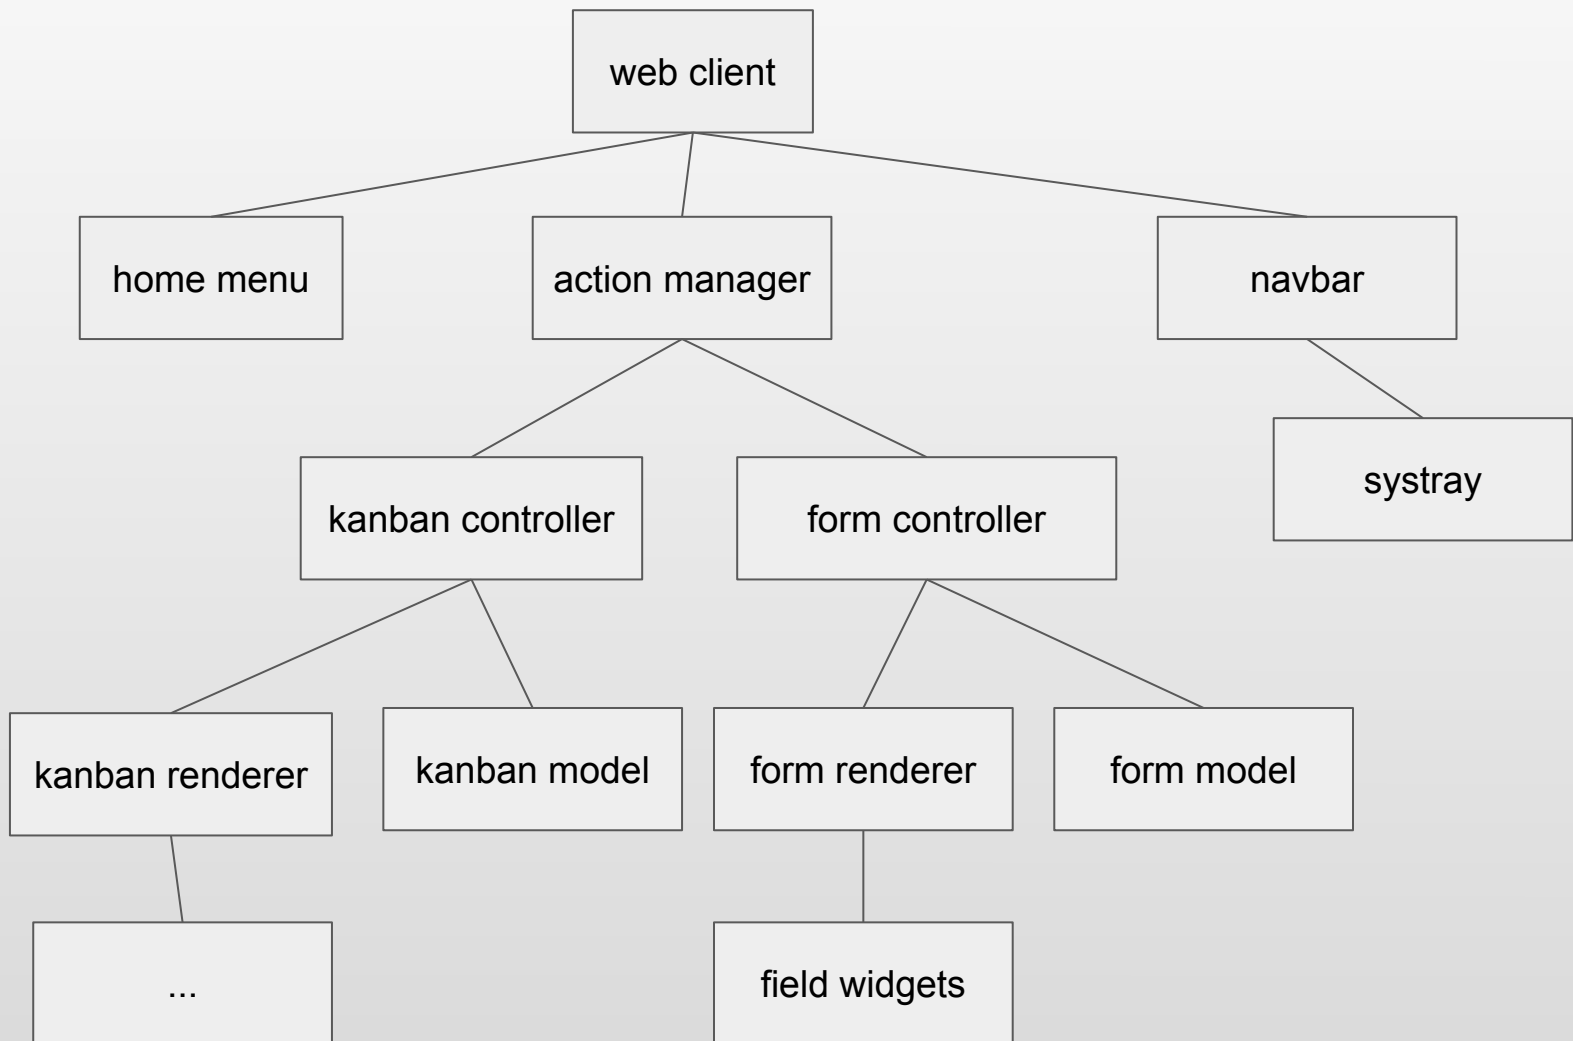 web client
home menu
action manager
navbar
systray
kanban controller
form controller
kanban renderer
kanban model
form renderer
form model
...
field widgets